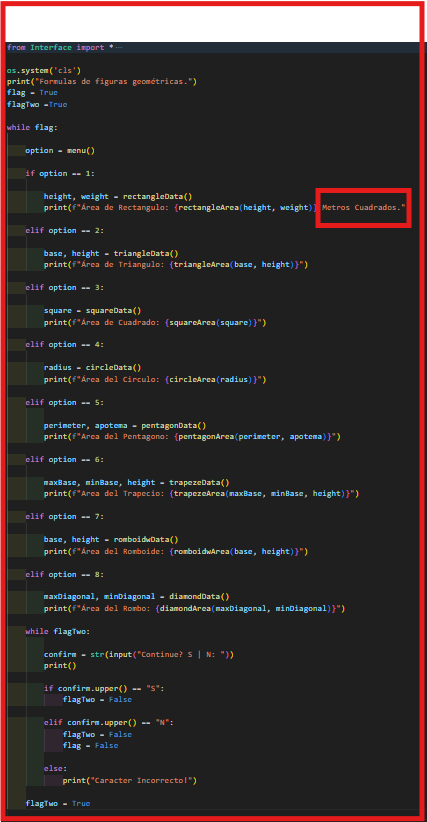 from Interface import * ...
os.system('cls')
print("Formulas de figuras geométricas.")
flag = True
flagTwo =True
while flag:
option = menu()
if option == 1:
height, weight = rectangleData()
print(f"Área de Rectangulo: {rectangleArea(height, weight)} Metros Cuadrados."
elif option == 2:
base, height = triangleData()
print(f"Área de Triangulo: {triangleArea(base, height)}")
elif option == 3:
square = squareData()
print(f"Área de Cuadrado: {squareArea(square)}")
elif option == 4:
radius = circleData()
print(f"Área del Circulo: {circleArea(radius)}")
elif option == 5:
perimeter, apotema = pentagonData()
print(f"Area del Pentagono: {pentagonArea(perimeter, apotema)}")
elif option == 6:
maxBase, minBase, height = trapezeData()
print(f"Área del Trapecio: {trapezeArea(maxBase, minBase, height)}")
elif option == 7:
base, height = romboidwData()
print(f"Área del Romboide: {romboidwArea(base, height)}")
elif option == 8:
maxDiagonal, minDiagonal = diamondData()
print(f"Área del Rombo: {diamondArea(maxDiagonal, minDiagonal)}")
while flagTwo:
confirm = str(input("Continue? S | N: "))
print()
if confirm.upper() == "S":
flagTwo = False
elif confirm.upper() == "N":
flagTwo = False
flag = False
else:
print("Caracter Incorrecto!")
flagTwo = True